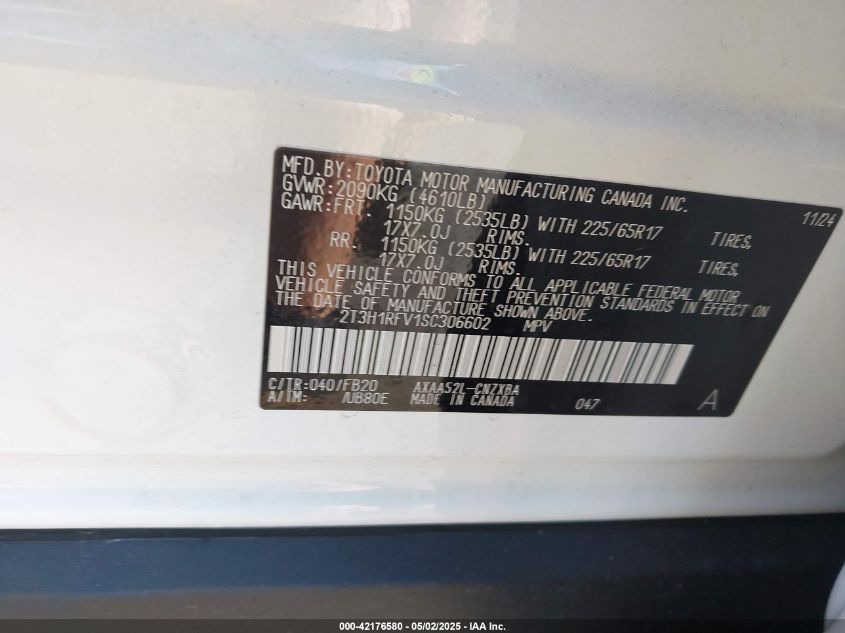 MFD. BY: TOYOTA MOTOR MANUFACTURING CANADA INC. 11/24
GVWR: 2090KG (4610LB)
GAWR: FRT. 1150KG (2535LB) WITH 225/65R17 TIRES,
17X7.0J RIMS.
RR. 1150KG (2535LB) WITH 225/65R17 TIRES,
17X7.0J RIMS.
THIS VEHICLE CONFORMS TO ALL APPLICABLE FEDERAL MOTOR
VEHICLE SAFETY AND THEFT PREVENTION STANDARDS IN EFFECT ON
THE DATE OF MANUFACTURE SHOWN ABOVE.
2T3H1RFV1SC306602 MPV
C/TR: 040/FB20 AXAA52L-CNZXBA
A/TM: /UB80E MADE IN CANADA 047 A
000-42176580 - 05/02/2025 - IAA Inc.